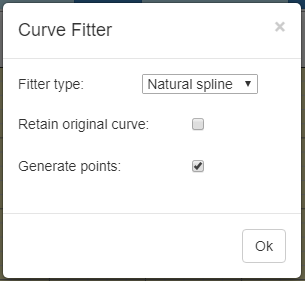 Curve Fitter ×
Fitter type: Natural spline
Retain original curve:
Generate points:
Ok